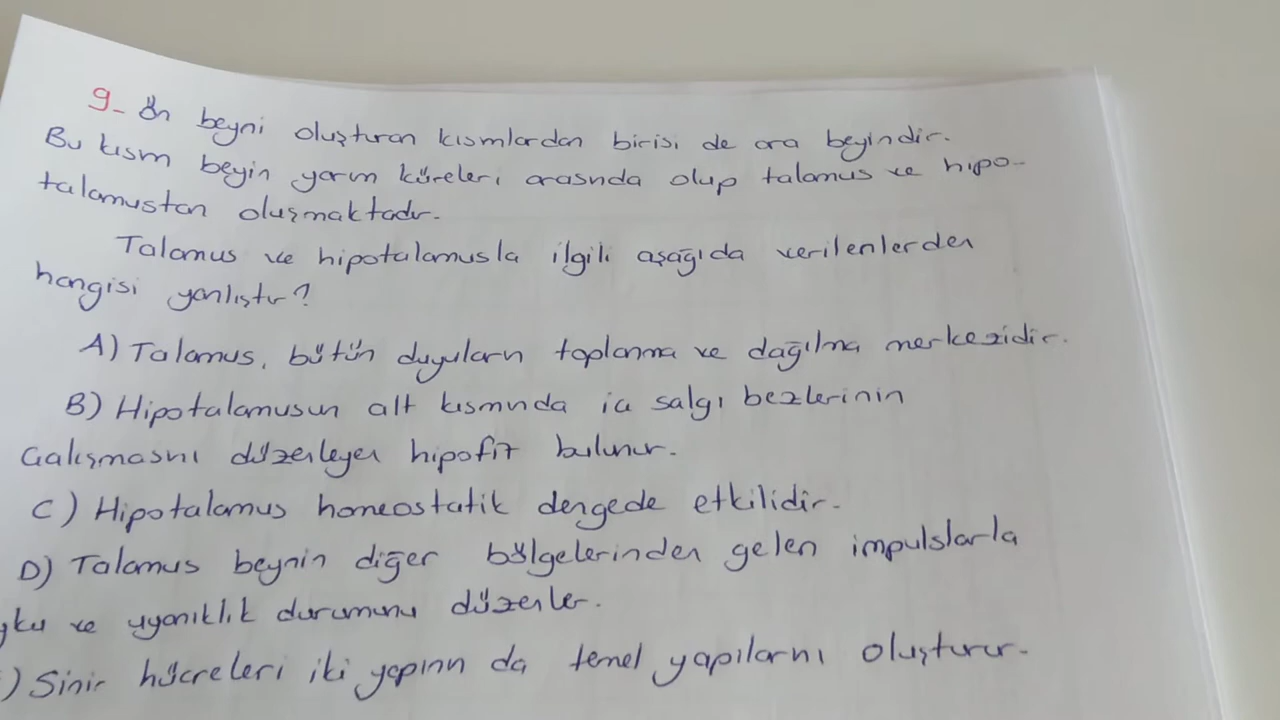 9- Ön beyni oluşturan kısmlardan birisi de ara beyindir.
Bu kısm beyin yarım küreleri arasında olup talamus ve hipo-
talamustan oluşmaktadır.
Talamus ve hipotalamusla ilgili aşağıda verilenlerden
hangisi yanlıştır?
A) Talamus, bütün duyuların toplanma ve dağılma merkezidir.
B) Hipotalamusun alt kısmında iç salgı bezlerinin
çalışmasını düzenleyen hipofiz bulunur.
C) Hipotalamus homeostatik dengede etkilidir.
D) Talamus beynin diğer bölgelerinden gelen impulslarla
yku ve uyanıklık durumunu düzenler.
) Sinir hücreleri iki yapının da temel yapılarını oluşturur.